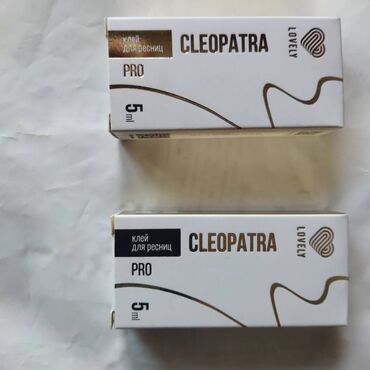 клей
для ресниц
CLEOPATRA
PRO
5 ml
LOVELY
клей
для ресниц
CLEOPATRA
PRO
5 ml
LOVELY